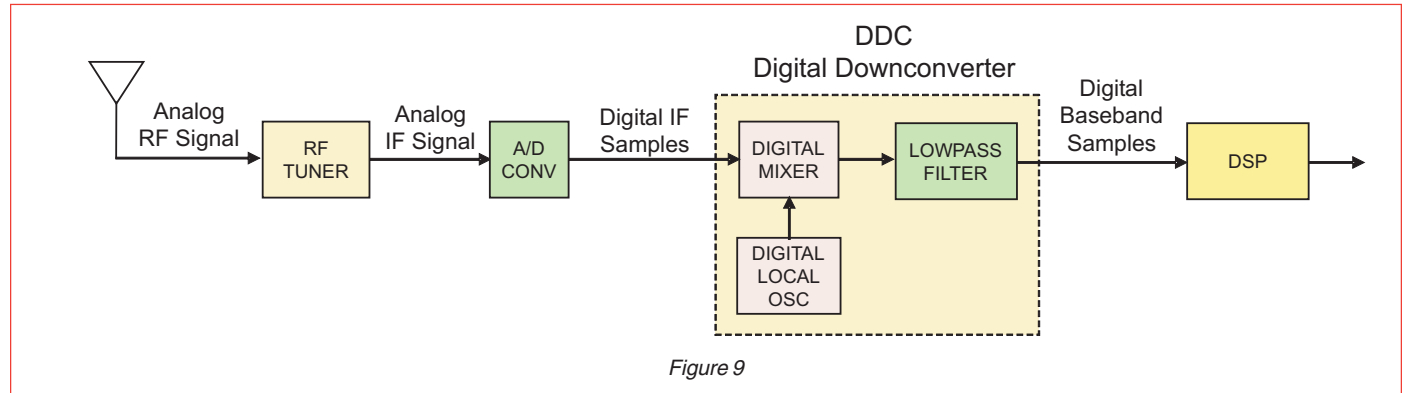 DDC
Digital Downconverter
Analog
RF Signal
RF
TUNER
Analog
IF Signal
A/D
CONV
Digital IF
Samples
DIGITAL
MIXER
LOWPASS
FILTER
DIGITAL
LOCAL
OSC
Digital
Baseband
Samples
DSP
Figure 9